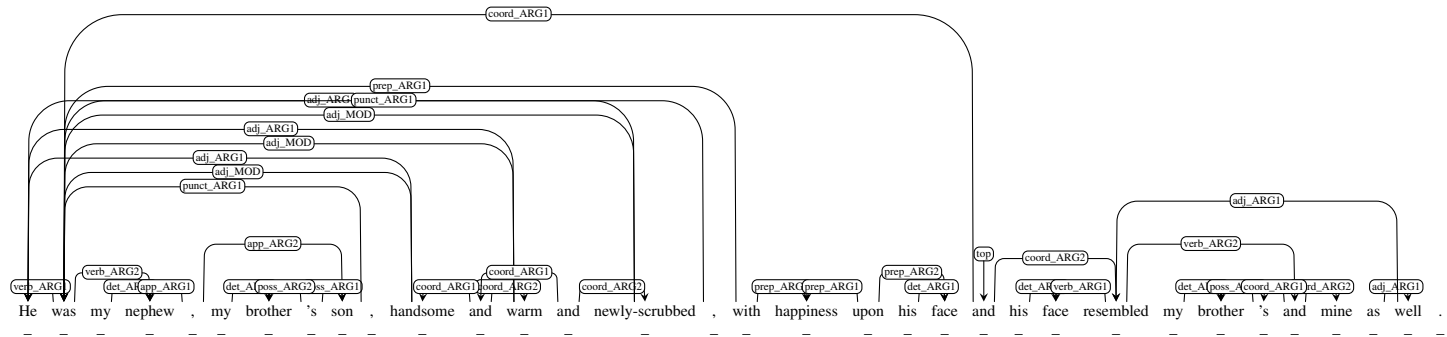 coord_ARG1
prep_ARG1
adj_ARG punct_ARG1
adj_MOD
adj_ARG1
adj_MOD
adj_ARG1
adj_MOD
punct_ARG1
adj_ARG1
app_ARG2 verb_ARG2
top
coord_ARG2
verb_ARG2 coord_ARG1 prep_ARG2
verb_ARG1 det_AR app_ARG1 det_A poss_ARG2 ss_ARG1 coord_ARG1 oord_ARG2 coord_ARG2 prep_ARG prep_ARG1 det_ARG1 det_AR verb_ARG1 det_A poss_A coord_ARG1 rd_ARG2 adj_ adj_ARG1
He was my nephew , my brother 's son , handsome and warm and newly-scrubbed , with happiness upon his face and his face resembled my brother 's and mine as well .
_ _ _ _ _ _ _ _ _ _ _ _ _ _ _ _ _ _ _ _ _ _ _ _ _ _ _ _ _ _ _ _ _